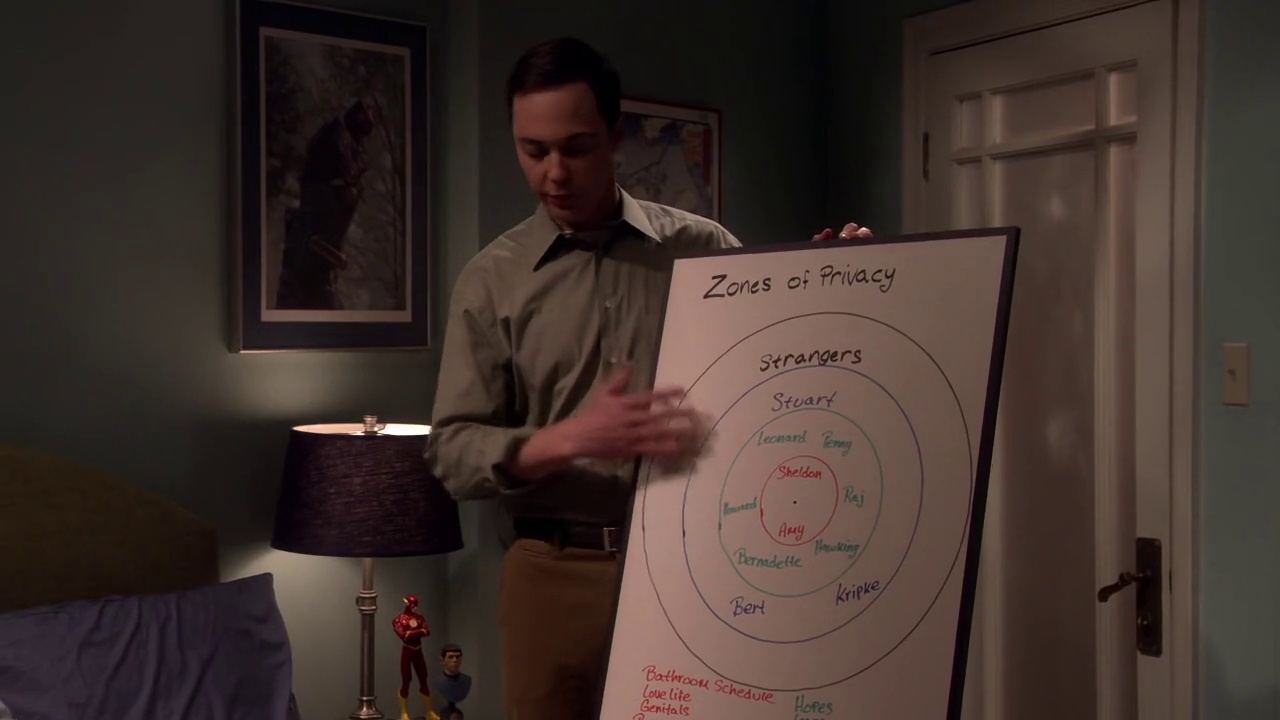 Zones of Privacy
Strangers
Stuart
Leonard Penny
Sheldon
Howard Raj
Amy
Hawking
Bernadette
Kripke
Bert
Bathroom Schedule
Love life
Genitals
Hopes